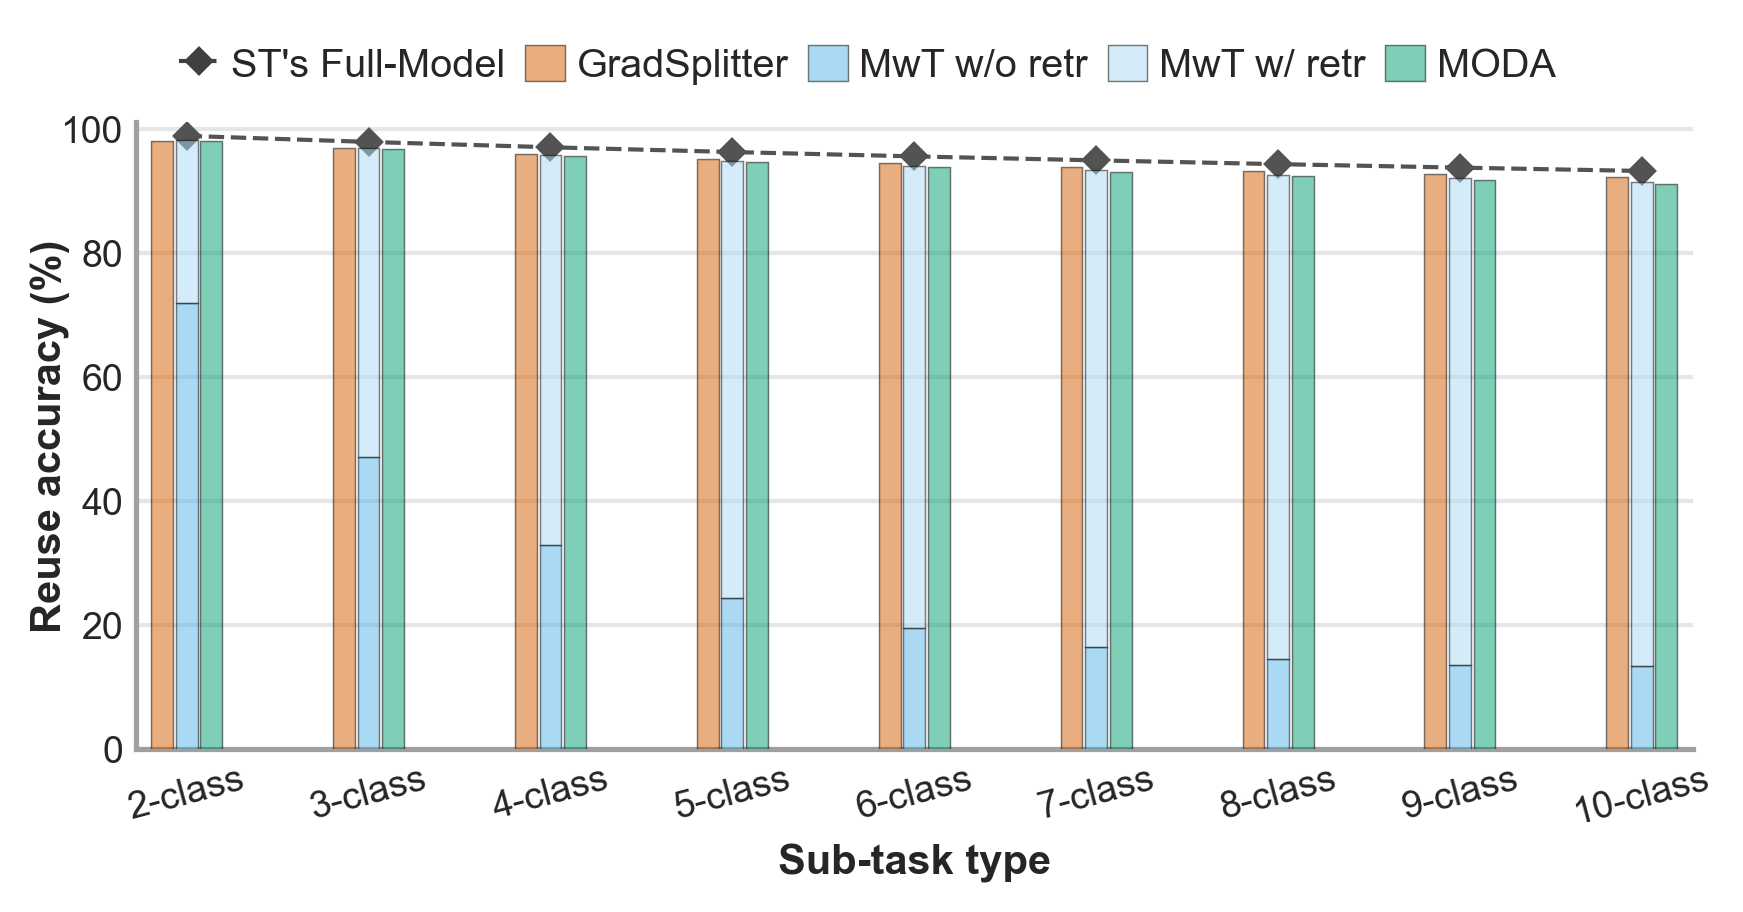 ST's Full-Model GradSplitter MwT w/o retr MwT w/ retr MODA
Reuse accuracy (%)
100
80
60
40
20
0
2-class 3-class 4-class 5-class 6-class 7-class 8-class 9-class 10-class
Sub-task type